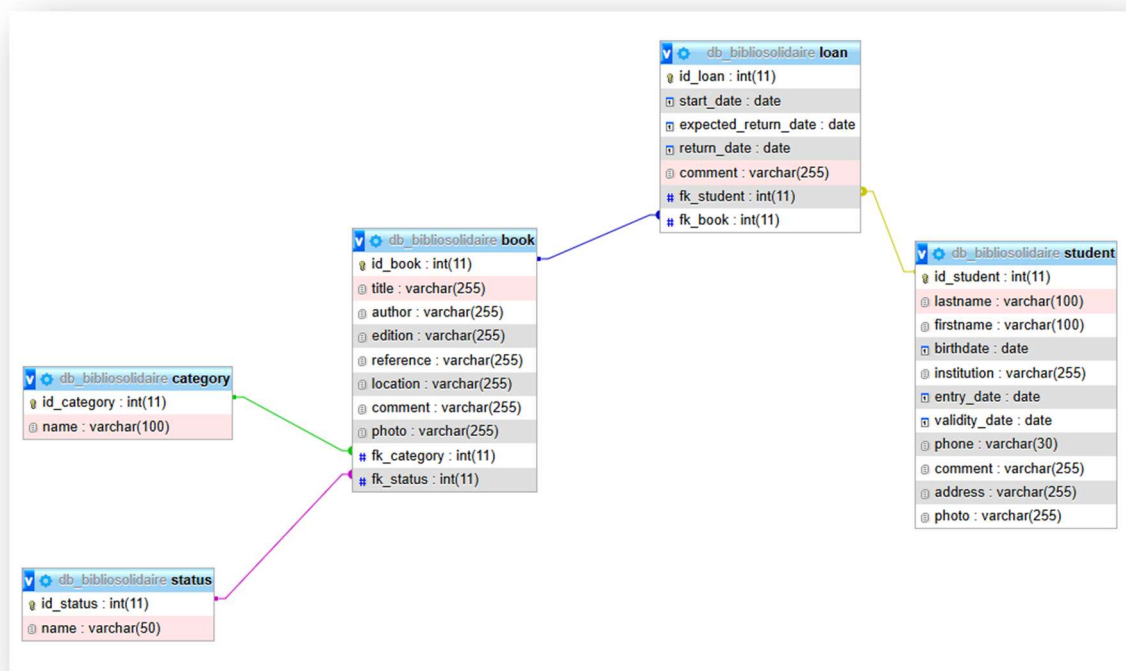 db_bibliosolidaire loan
id_loan : int(11)
start_date : date
expected_return_date : date
return_date : date
comment : varchar(255)
fk_student : int(11)
fk_book : int(11)
db_bibliosolidaire book
id_book : int(11)
title : varchar(255)
author : varchar(255)
edition : varchar(255)
reference : varchar(255)
location : varchar(255)
comment : varchar(255)
photo : varchar(255)
fk_category : int(11)
fk_status : int(11)
db_bibliosolidaire student
id_student : int(11)
lastname : varchar(100)
firstname : varchar(100)
birthdate : date
institution : varchar(255)
entry_date : date
validity_date : date
phone : varchar(30)
comment : varchar(255)
address : varchar(255)
photo : varchar(255)
db_bibliosolidaire category
id_category : int(11)
name : varchar(100)
db_bibliosolidaire status
id_status : int(11)
name : varchar(50)